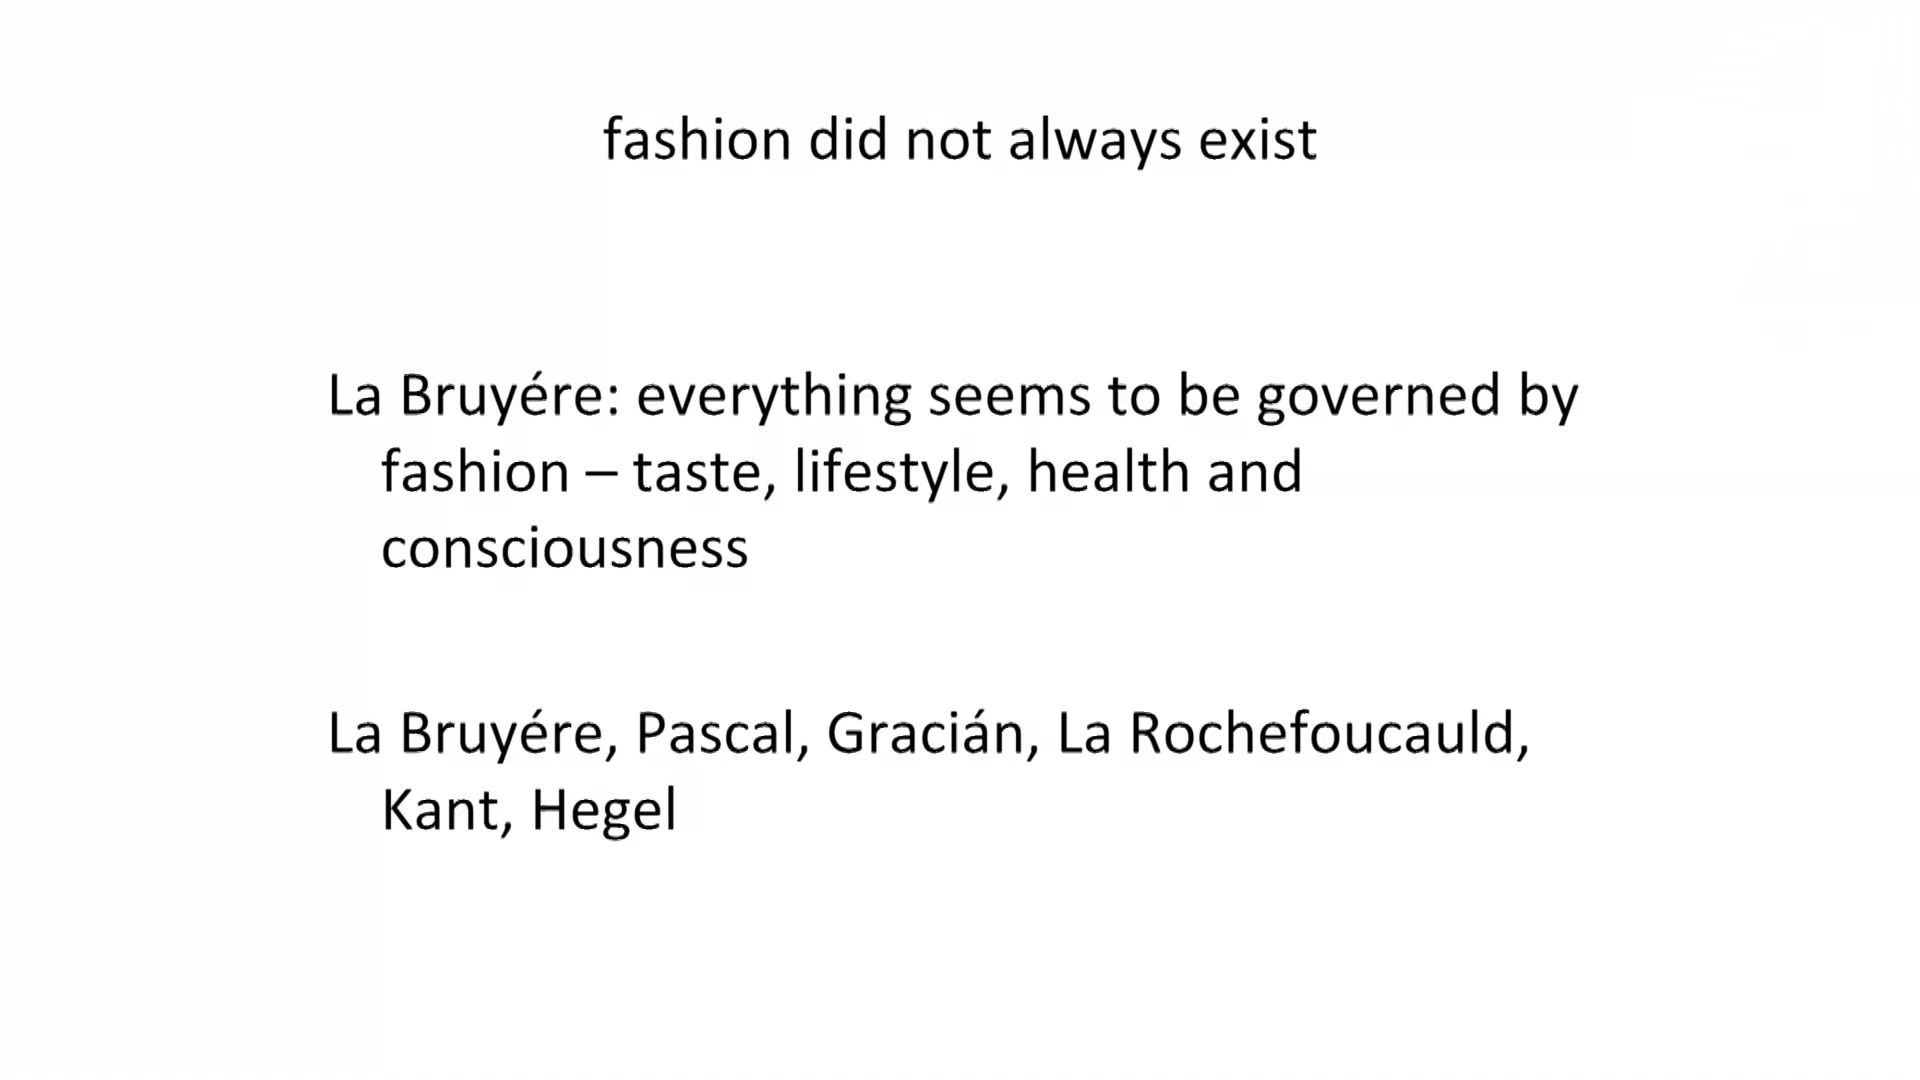 fashion did not always exist
La Bruyére: everything seems to be governed by
fashion – taste, lifestyle, health and
consciousness
La Bruyére, Pascal, Gracián, La Rochefoucauld,
Kant, Hegel